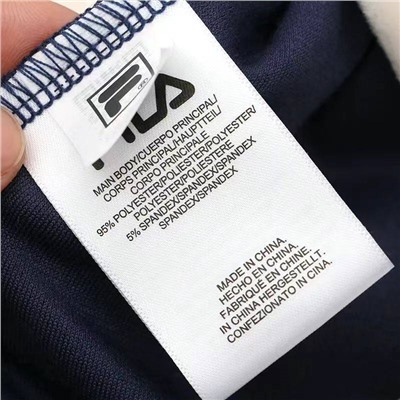 FILA
MAIN BODY/CUERPO PRINCIPAL/
CORPS PRINCIPAL/HAUPTTEIL/
CORPO PRINCIPALE
95% POLYESTER/POLIESTER/POLYESTER/
POLYESTER/POLIESTERE
5% SPANDEX/SPANDEX/SPANDEX
SPANDEX/SPANDEX
MADE IN CHINA.
HECHO EN CHINA.
FABRIQUÉ EN CHINE.
IN CHINA HERGESTELLT.
CONFEZIONATO IN CINA.